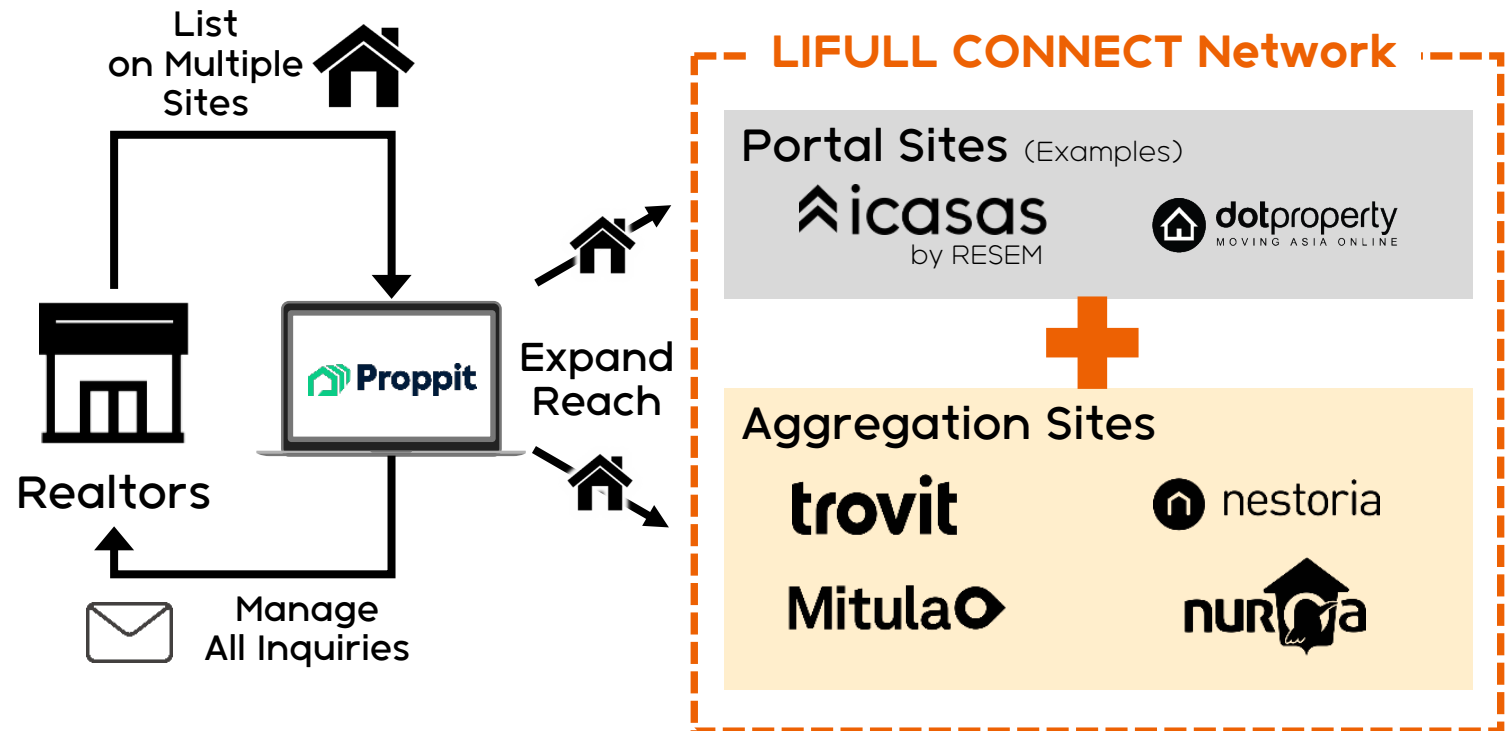 List
on Multiple
Sites
Realtors
Proppit
Manage
All Inquiries
Expand
Reach
LIFULL CONNECT Network
Portal Sites (Examples)
icasas
by RESEM
dotproperty
MOVING ASIA ONLINE
Aggregation Sites
trovit
nestoria
Mitula
nuroa